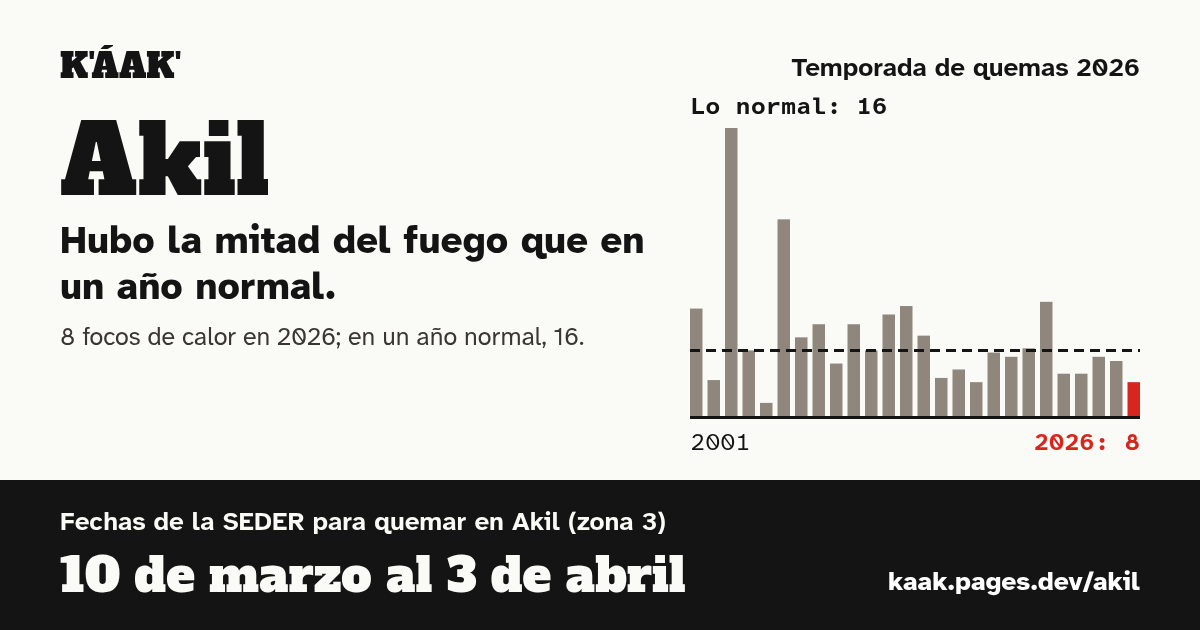 K'ÁAK'
Akil
Hubo la mitad del fuego que en
un año normal.
8 focos de calor en 2026; en un año normal, 16.
Temporada de quemas 2026
Lo normal: 16
2001
2026: 8
Fechas de la SEDER para quemar en Akil (zona 3)
10 de marzo al 3 de abril
kaak.pages.dev/akil